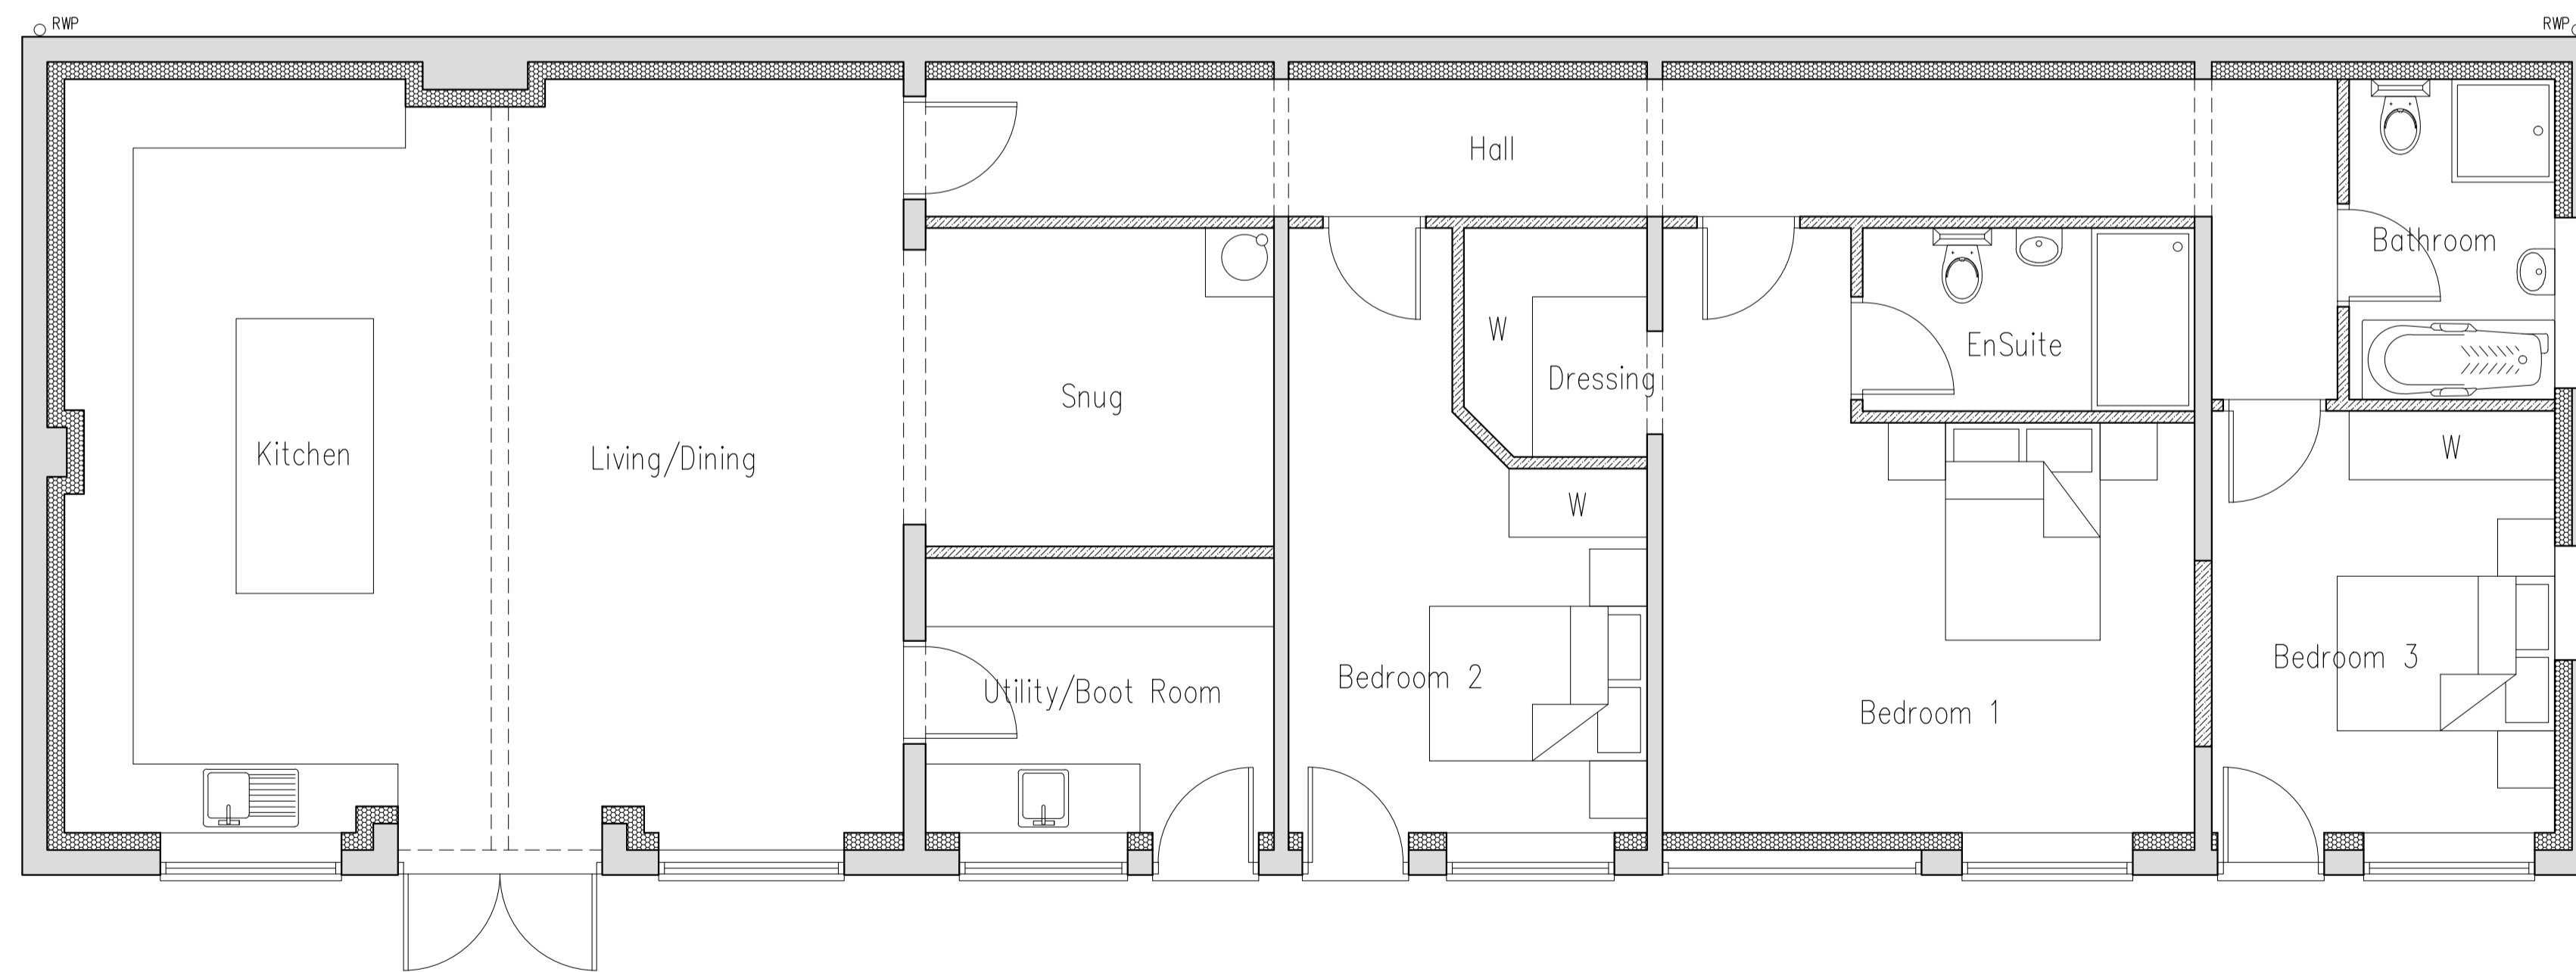 RWP
RWP
Hall
Bathroom
W
EnSuite
Dressing
Snug
Kitchen
Living/Dining
W
W
Utility/Boot Room
Bedroom 2
Bedroom 1
Bedroom 3